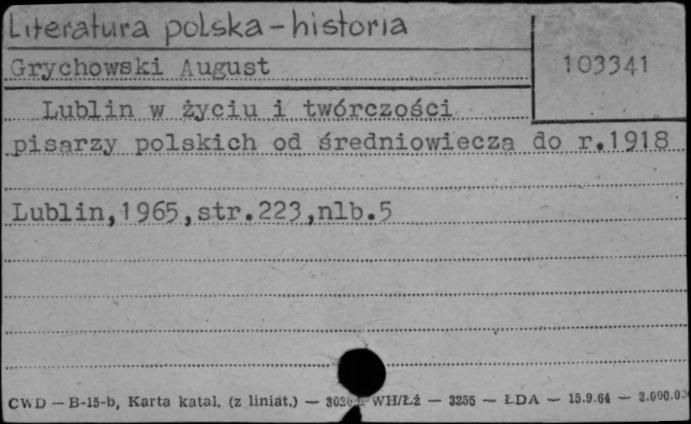 Literatura polska - historia
Grychowski August
103341
Lublin w życiu i twórczości
pisarzy polskich od średniowiecza do r.1918
Lublin,1965,str.223,nlb.5
CWD — B-15-b, Karta katal. (z liniat.) — WH/Łź — 3256 — ŁDA — 15.9.64 —